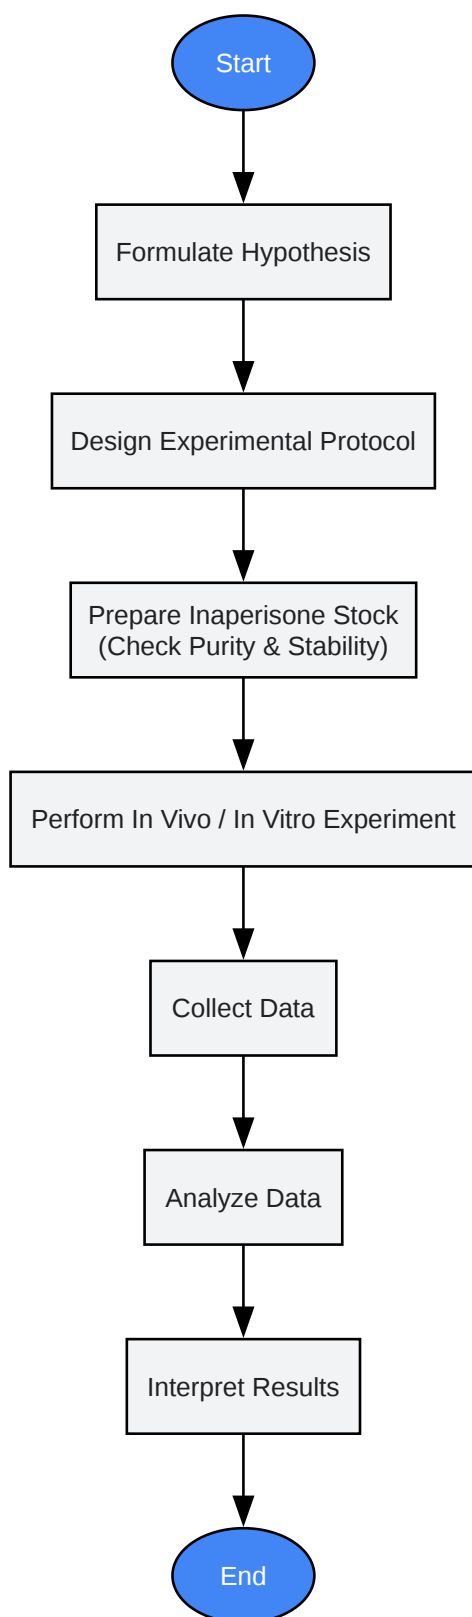 Start
Formulate Hypothesis
Design Experimental Protocol
Prepare Inaperisone Stock
(Check Purity & Stability)
Perform In Vivo / In Vitro Experiment
Collect Data
Analyze Data
Interpret Results
End